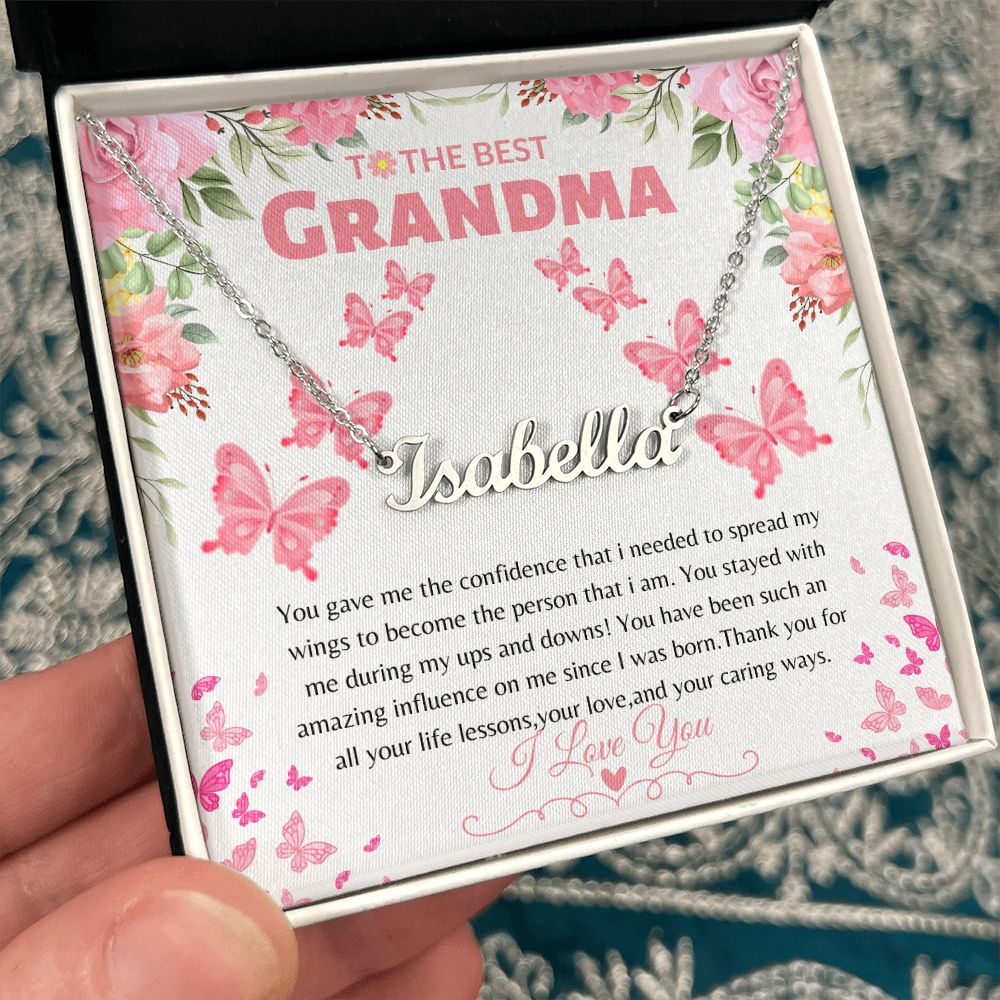 TO THE BEST
GRANDMA
Isabella
You gave me the confidence that i needed to spread my
wings to become the person that i am. You stayed with
me during my ups and downs! You have been such an
amazing influence on me since I was born.Thank you for
all your life lessons,your love,and your caring ways.
I Love You